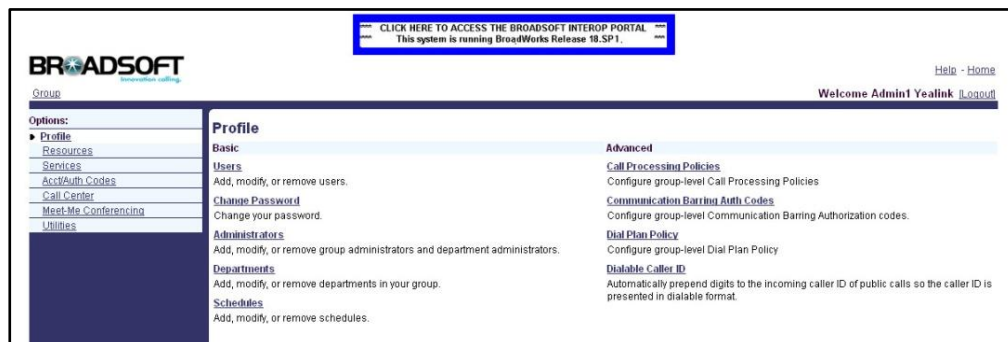 CLICK HERE TO ACCESS THE BROADSOFT INTEROP PORTAL
This system is running BroadWorks Release 18.SP1.
BROADSOFT
innovation calling.
Help - Home
Group
Welcome Admin1 Yealink [Logout]
Options:
Profile
Resources
Services
Acct/Auth Codes
Call Center
Meet-Me Conferencing
Utilities
Profile
Basic
Users
Add, modify, or remove users.
Change Password
Change your password.
Administrators
Add, modify, or remove group administrators and department administrators.
Departments
Add, modify, or remove departments in your group.
Schedules
Add, modify, or remove schedules.
Advanced
Call Processing Policies
Configure group-level Call Processing Policies
Communication Barring Auth Codes
Configure group-level Communication Barring Authorization codes.
Dial Plan Policy
Configure group-level Dial Plan Policy
Dialable Caller ID
Automatically prepend digits to the incoming caller ID of public calls so the caller ID is
presented in dialable format.